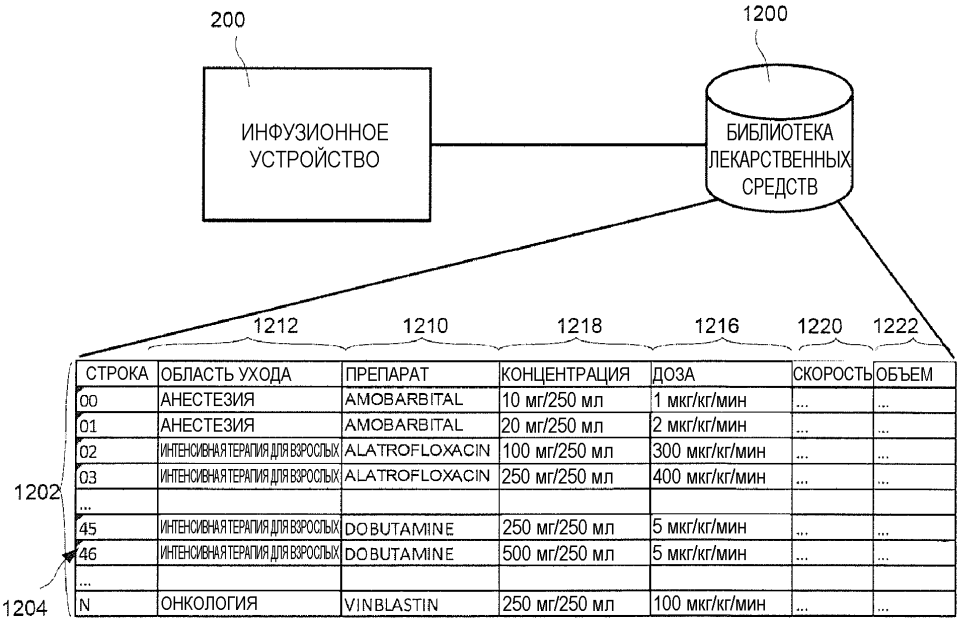 200
1200
ИНФУЗИОННОЕ
УСТРОЙСТВО
БИБЛИОТЕКА
ЛЕКАРСТВЕННЫХ
СРЕДСТВ
1212 1210 1218 1216 1220 1222
СТРОКА ОБЛАСТЬ УХОДА ПРЕПАРАТ КОНЦЕНТРАЦИЯ ДОЗА СКОРОСТЬ ОБЪЕМ
00 АНЕСТЕЗИЯ AMOBARBITAL 10 мг/250 мл 1 мкг/кг/мин ... ...
01 АНЕСТЕЗИЯ AMOBARBITAL 20 мг/250 мл 2 мкг/кг/мин ... ...
02 ИНТЕНСИВНАЯ ТЕРАПИЯ ДЛЯ ВЗРОСЛЫХ ALATROFLOXACIN 100 мг/250 мл 300 мкг/кг/мин ... ...
03 ИНТЕНСИВНАЯ ТЕРАПИЯ ДЛЯ ВЗРОСЛЫХ ALATROFLOXACIN 250 мг/250 мл 400 мкг/кг/мин ... ...
1202
...
45 ИНТЕНСИВНАЯ ТЕРАПИЯ ДЛЯ ВЗРОСЛЫХ DOBUTAMINE 250 мг/250 мл 5 мкг/кг/мин ... ...
46 ИНТЕНСИВНАЯ ТЕРАПИЯ ДЛЯ ВЗРОСЛЫХ DOBUTAMINE 500 мг/250 мл 5 мкг/кг/мин ... ...
...
1204
N ОНКОЛОГИЯ VINBLASTIN 250 мг/250 мл 100 мкг/кг/мин ... ...